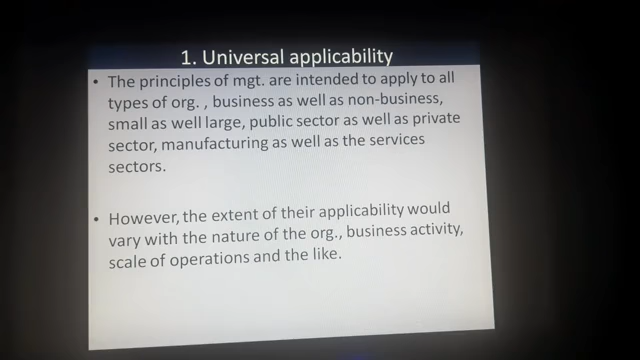 1. Universal applicability
• The principles of mgt. are intended to apply to all
types of org. , business as well as non-business,
small as well large, public sector as well as private
sector, manufacturing as well as the services
sectors.
• However, the extent of their applicability would
vary with the nature of the org., business activity,
scale of operations and the like.